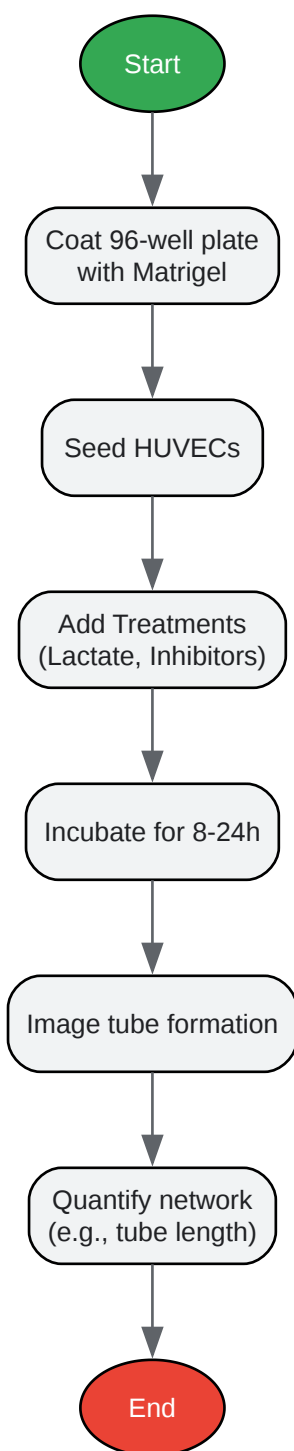 Start
Coat 96-well plate
with Matrigel
Seed HUVECs
Add Treatments
(Lactate, Inhibitors)
Incubate for 8-24h
Image tube formation
Quantify network
(e.g., tube length)
End